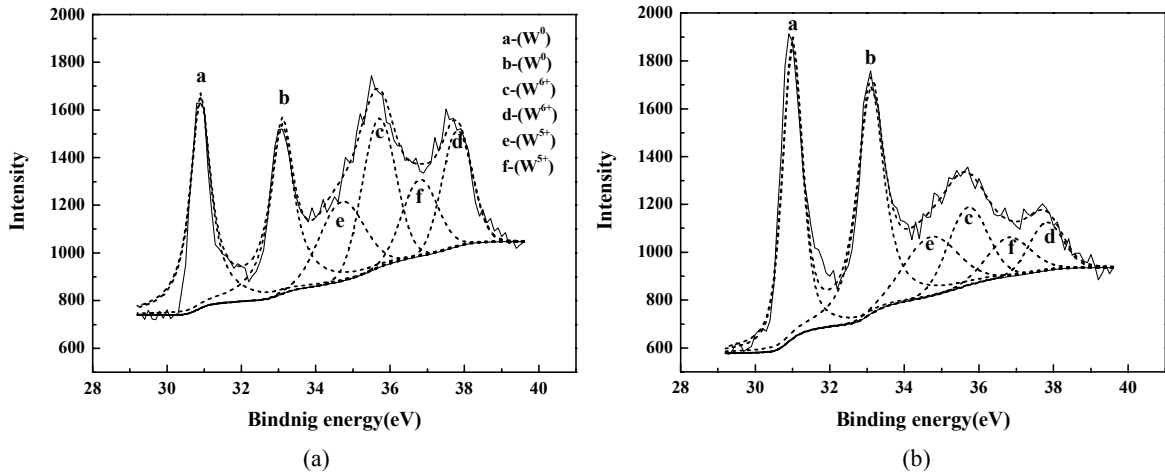 2000
1800
1600
1400
1200
1000
800
600
Intensity
a
b
c
d
e
f
a-(W⁰)
b-(W⁰)
c-(W⁶⁺)
d-(W⁶⁺)
e-(W⁵⁺)
f-(W⁵⁺)
28 30 32 34 36 38 40
Bindnig energy(eV)
(a)
2000
1800
1600
1400
1200
1000
800
600
Intensity
a
b
c
d
e
f
28 30 32 34 36 38 40
Binding energy(eV)
(b)